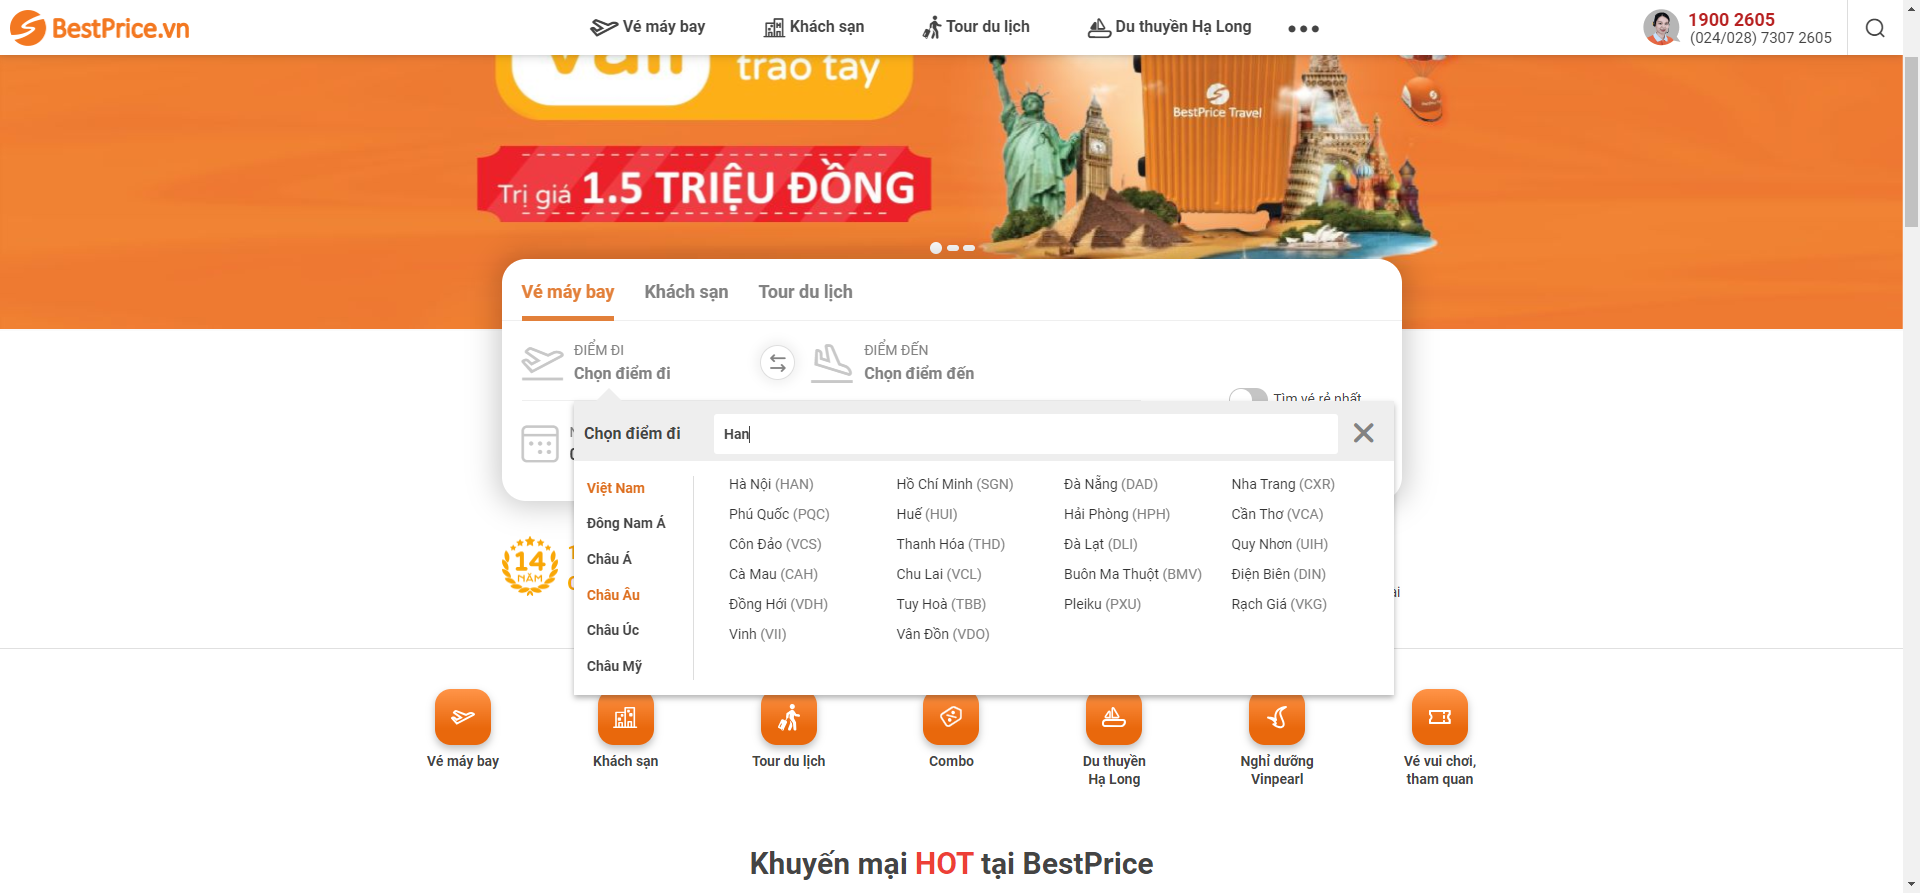 BestPrice.vn
Vé máy bay
Khách sạn
Tour du lịch
Du thuyền Hạ Long
1900 2605
(024/028) 7307 2605
trao tay
Trị giá 1.5 TRIỆU ĐỒNG
BestPrice Travel
Vé máy bay
Khách sạn
Tour du lịch
ĐIỂM ĐI
Chọn điểm đi
ĐIỂM ĐẾN
Chọn điểm đến
Tìm vé rẻ nhất
Chọn điểm đi
Han
Việt Nam
Đông Nam Á
Châu Á
Châu Âu
Châu Úc
Châu Mỹ
Hà Nội (HAN)
Hồ Chí Minh (SGN)
Đà Nẵng (DAD)
Nha Trang (CXR)
Phú Quốc (PQC)
Huế (HUI)
Hải Phòng (HPH)
Cần Thơ (VCA)
Côn Đảo (VCS)
Thanh Hóa (THD)
Đà Lạt (DLI)
Quy Nhơn (UIH)
Cà Mau (CAH)
Chu Lai (VCL)
Buôn Ma Thuột (BMV)
Điện Biên (DIN)
Đồng Hới (VDH)
Tuy Hoà (TBB)
Pleiku (PXU)
Rạch Giá (VKG)
Vinh (VII)
Vân Đồn (VDO)
14
NĂM
Vé máy bay
Khách sạn
Tour du lịch
Combo
Du thuyền
Hạ Long
Nghỉ dưỡng
Vinpearl
Vé vui chơi,
tham quan
Khuyến mại HOT tại BestPrice